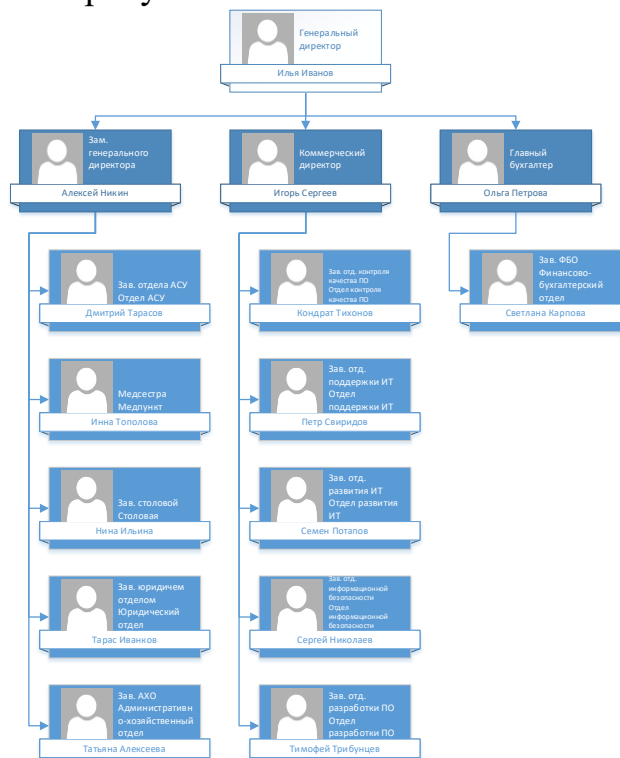 Генеральный
директор
Илья Иванов
Зам.
генерального
директора
Алексей Никин
Коммерческий
директор
Игорь Сергеев
Главный
бухгалтер
Ольга Петрова
Зав. отдела АСУ
Отдел АСУ
Дмитрий Тарасов
Зав. отд. контроля
качества ПО
Отдел контроля
качества ПО
Кондрат Тихонов
Зав. ФБО
Финансово-
бухгалтерский
отдел
Светлана Карпова
Медсестра
Медпункт
Инна Тополова
Зав. отд.
поддержки ИТ
Отдел
поддержки ИТ
Петр Свиридов
Зав. столовой
Столовая
Нина Ильина
Зав. отд.
развития ИТ
Отдел развития
ИТ
Семен Потапов
Зав. юридичем
отделом
Юридический
отдел
Тарас Иванков
Зав. отд.
информационной
безопасности
Отдел
информационной
безопасности
Сергей Николаев
Зав. АХО
Административн
о-хозяйственный
отдел
Татьяна Алексеева
Зав. отд.
разработки ПО
Отдел
разработки ПО
Тимофей Трибунцев